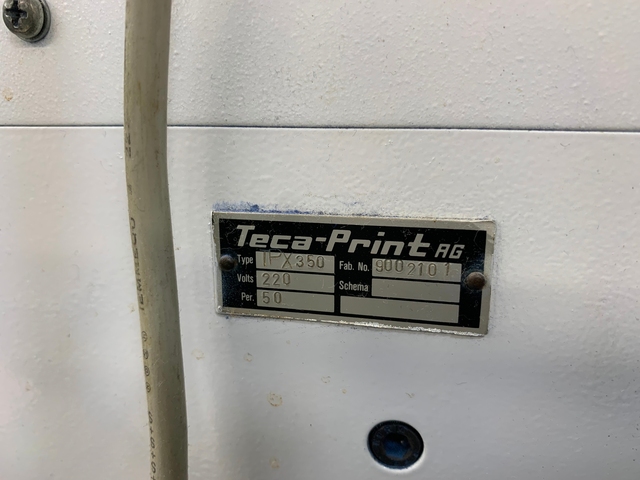 Teca-Print AG
Type TPX350 Fab. No. 9002101
Volts 220 Schema
Per. 50